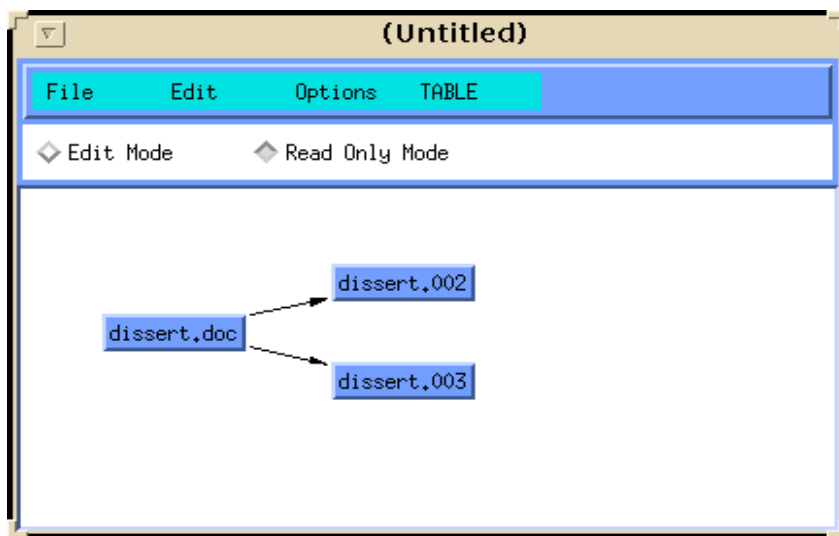 (Untitled)
File Edit Options TABLE
Edit Mode Read Only Mode
dissert.002
dissert.doc
dissert.003